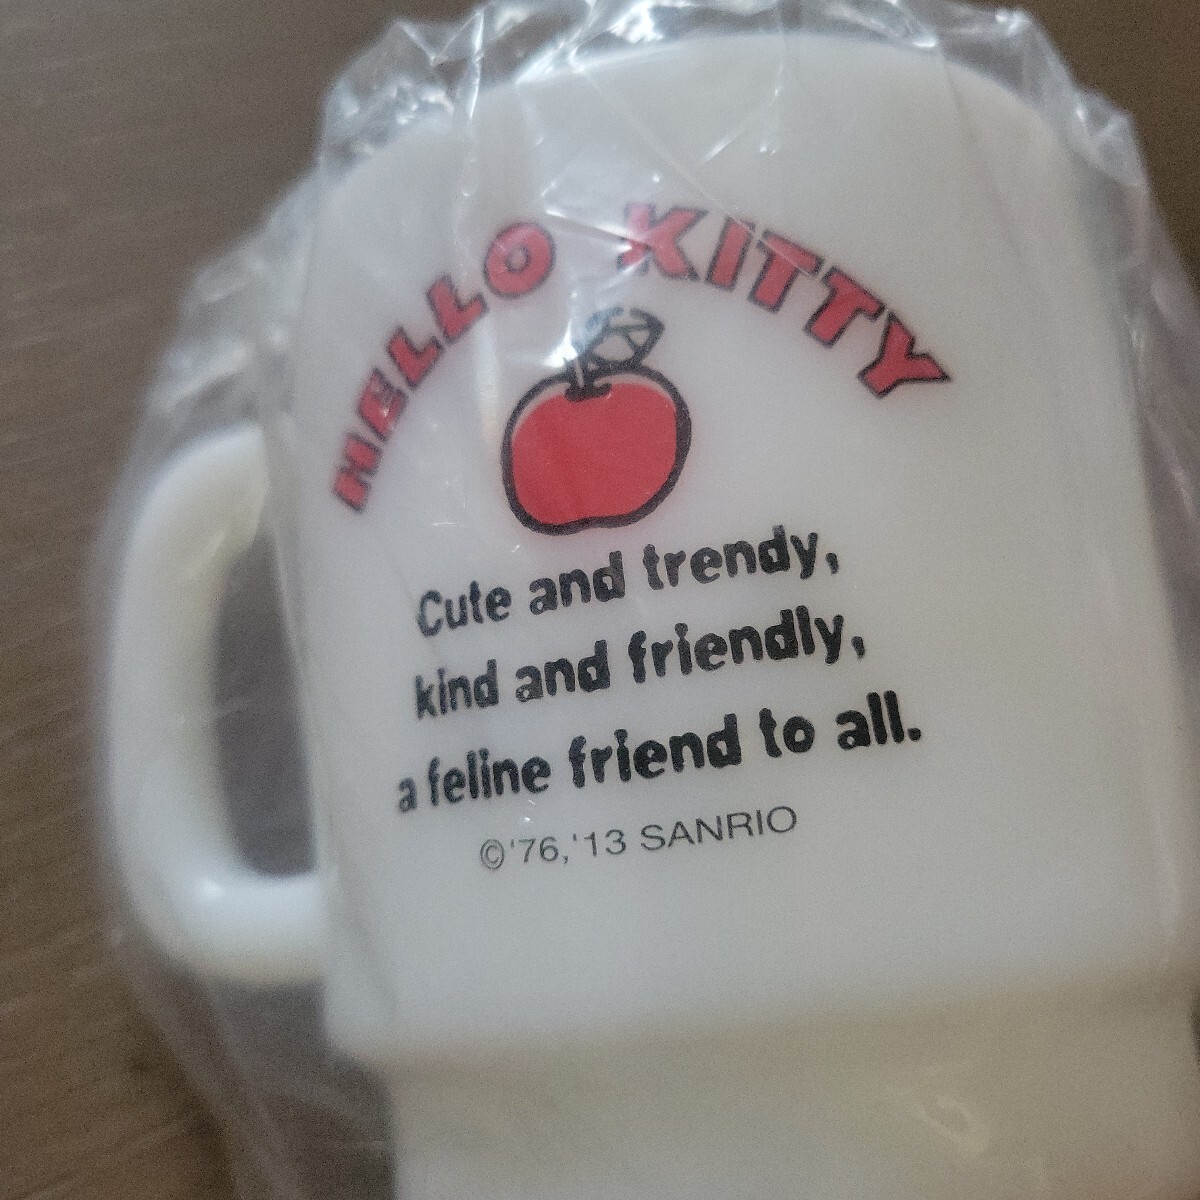 HELLO KITTY
Cute and trendy,
kind and friendly,
a feline friend to all.
©'76,'13 SANRIO